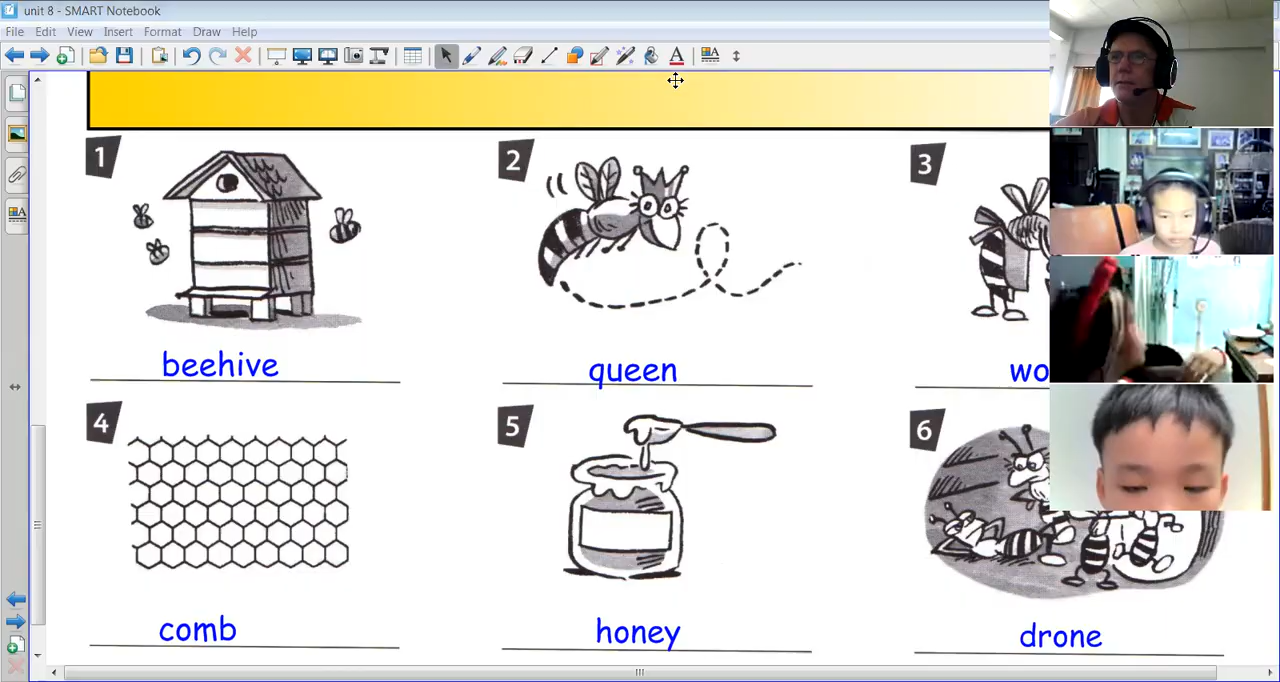 unit 8 - SMART Notebook
File Edit View Insert Format Draw Help
1 2 3
beehive queen wo
4 5 6
comb honey drone